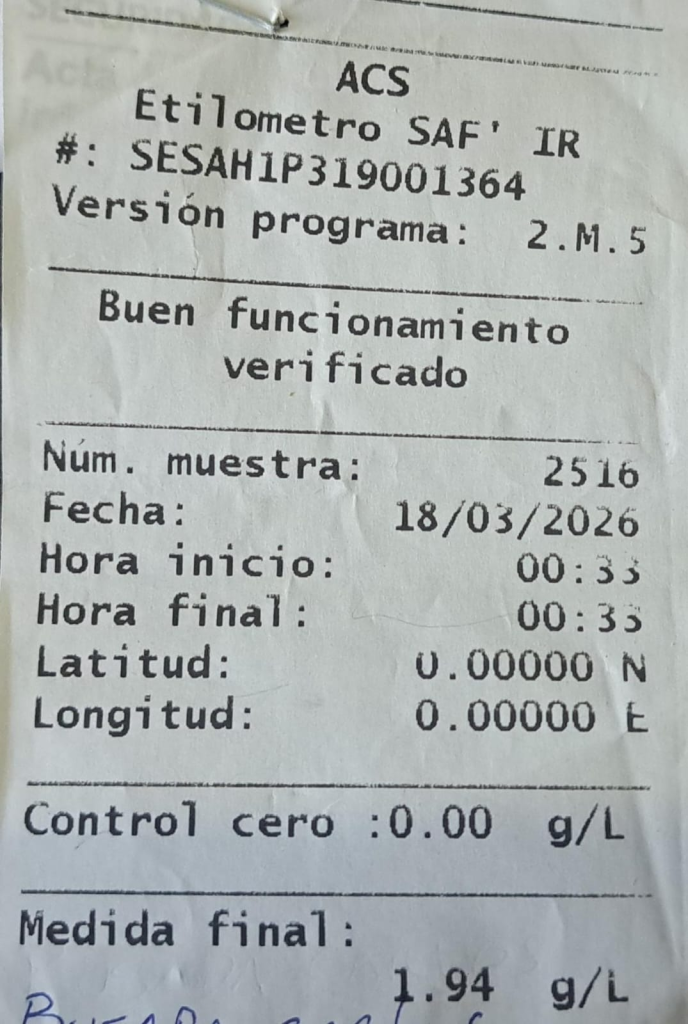 ACS
Etilometro SAF' IR
#: SESAH1P319001364
Versión programa: 2.M.5
Buen funcionamiento
verificado
Núm. muestra: 2516
Fecha: 18/03/2026
Hora inicio: 00:33
Hora final: 00:33
Latitud: 0.00000 N
Longitud: 0.00000 E
Control cero :0.00 g/L
Medida final:
1.94 g/L